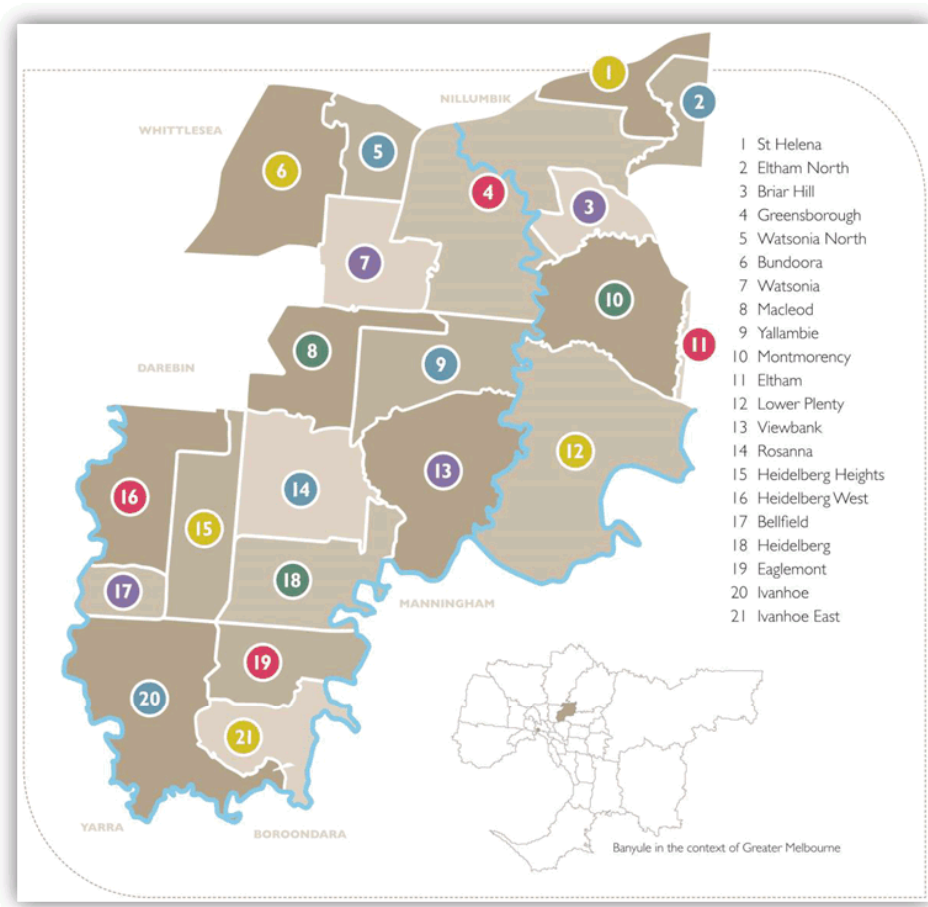 1
2
NILLUMBIK
WHITTLESEA
5
6
4
3
7
10
11
8
9
DAREBIN
12
13
14
16
15
17
18
MANNINGHAM
19
20
21
YARRA
BOROONDARA
1 St Helena
2 Eltham North
3 Briar Hill
4 Greensborough
5 Watsonia North
6 Bundoora
7 Watsonia
8 Macleod
9 Yallambie
10 Montmorency
11 Eltham
12 Lower Plenty
13 Viewbank
14 Rosanna
15 Heidelberg Heights
16 Heidelberg West
17 Bellfield
18 Heidelberg
19 Eaglemont
20 Ivanhoe
21 Ivanhoe East
Banyule in the context of Greater Melbourne